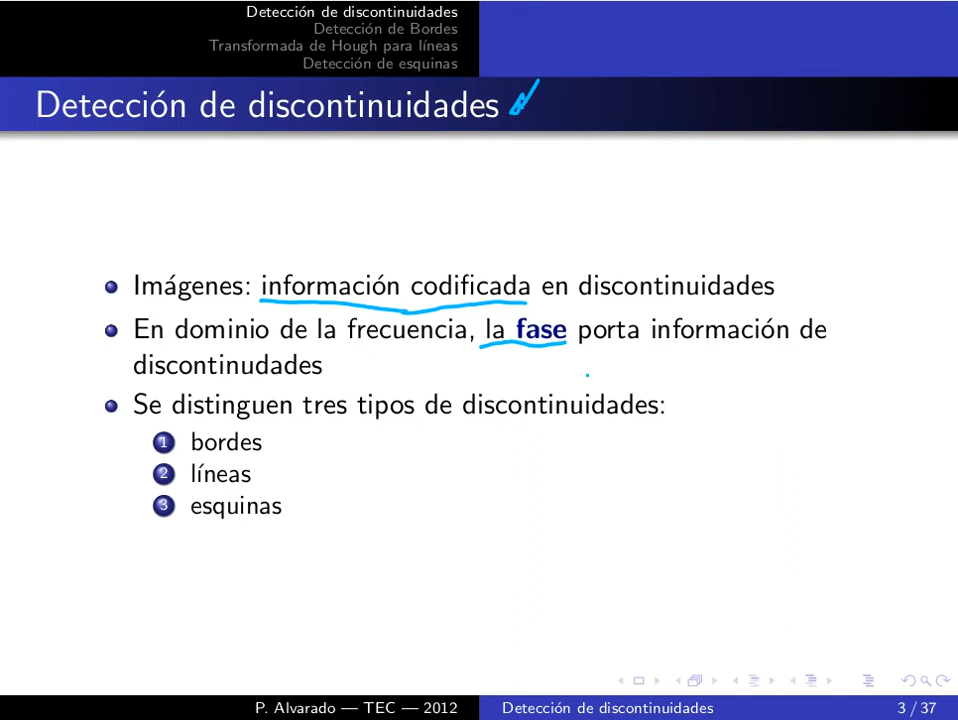 Detección de discontinuidades
Detección de Bordes
Transformada de Hough para líneas
Detección de esquinas
Detección de discontinuidades
Imágenes: información codificada en discontinuidades
En dominio de la frecuencia, la fase porta información de
discontinudades
Se distinguen tres tipos de discontinuidades:
1 bordes
2 líneas
3 esquinas
P. Alvarado — TEC — 2012 Detección de discontinuidades 3 / 37